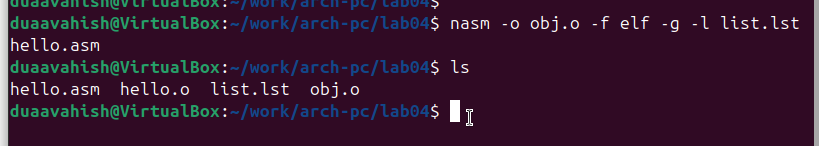 duaavahish@VirtualBox:~/work/arch-pc/lab04$
duaavahish@VirtualBox:~/work/arch-pc/lab04$ nasm -o obj.o -f elf -g -l list.lst
hello.asm
duaavahish@VirtualBox:~/work/arch-pc/lab04$ ls
hello.asm  hello.o  list.lst  obj.o
duaavahish@VirtualBox:~/work/arch-pc/lab04$